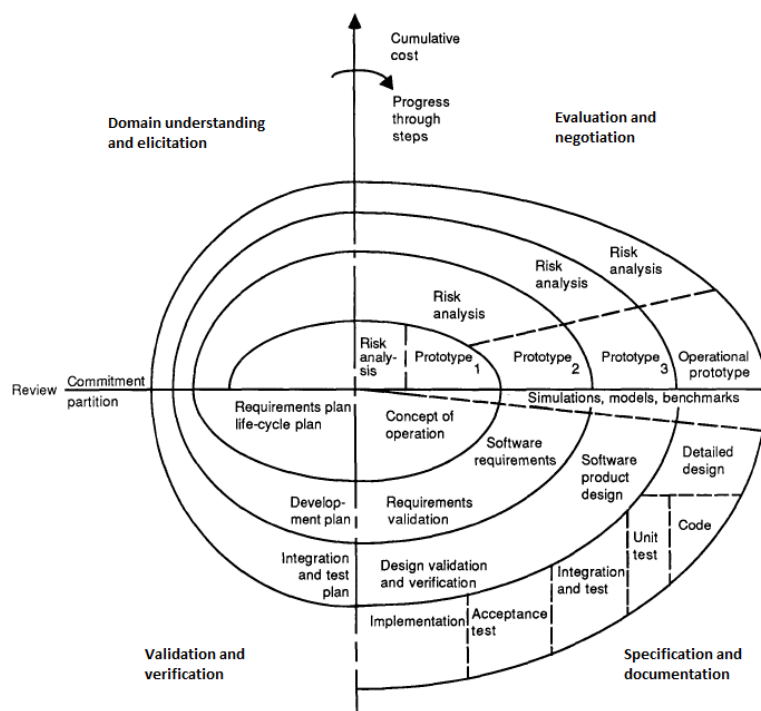 Cumulative
cost
Progress
through
steps
Domain understanding
and elicitation
Evaluation and
negotiation
Risk
analysis
Risk
analysis
Risk
analysis
Risk
analy-
sis
Prototype
1
Prototype
2
Prototype
3
Operational
prototype
Review
Commitment
partition
Simulations, models, benchmarks
Requirements plan
life-cycle plan
Concept of
operation
Software
requirements
Software
product
design
Detailed
design
Develop-
ment plan
Requirements
validation
Code
Unit
test
Integration
and test
plan
Design validation
and verification
Integration
and test
Acceptance
test
Implementation
Validation and
verification
Specification and
documentation